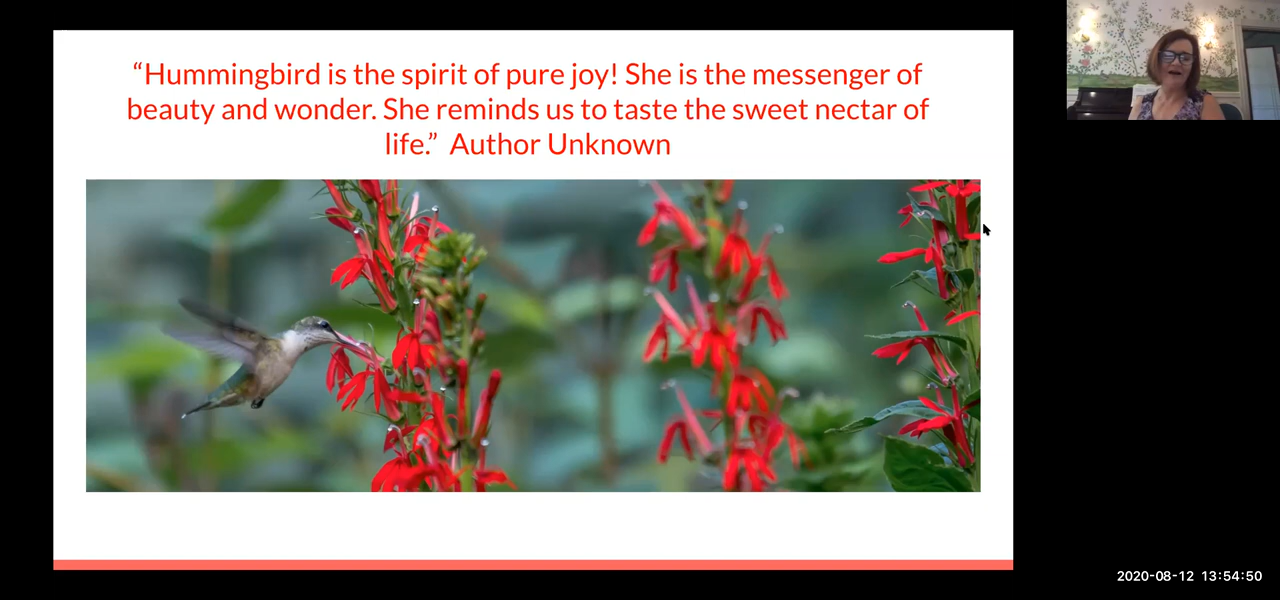 “Hummingbird is the spirit of pure joy! She is the messenger of
beauty and wonder. She reminds us to taste the sweet nectar of
life.”  Author Unknown
2020-08-12 13:54:50